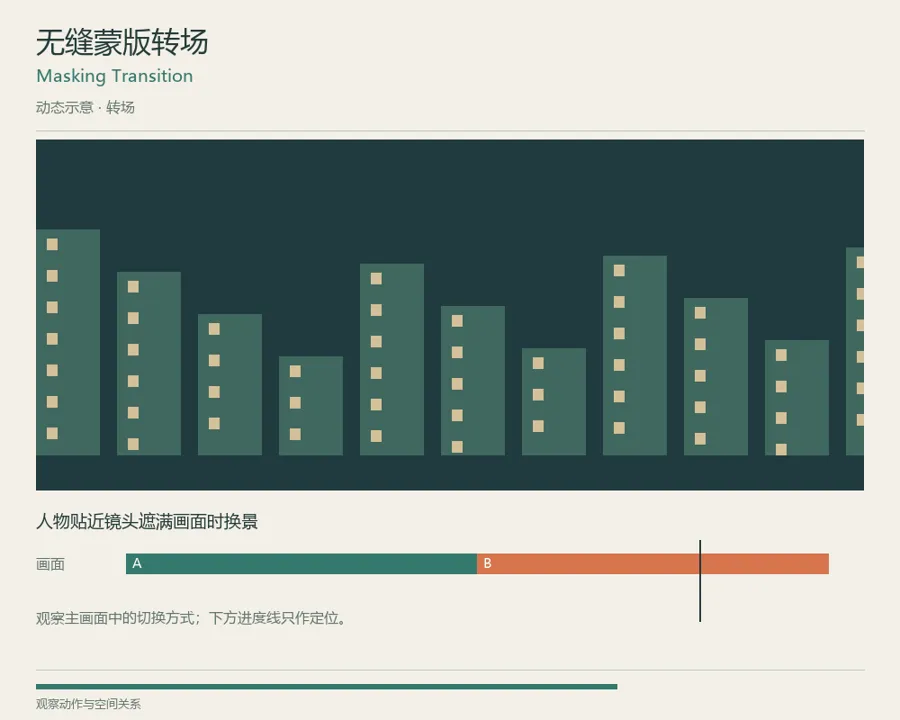 无缝蒙版转场
Masking Transition
动态示意 · 转场
人物贴近镜头遮满画面时换景
画面 A B
观察主画面中的切换方式；下方进度线只作定位。
观察动作与空间关系